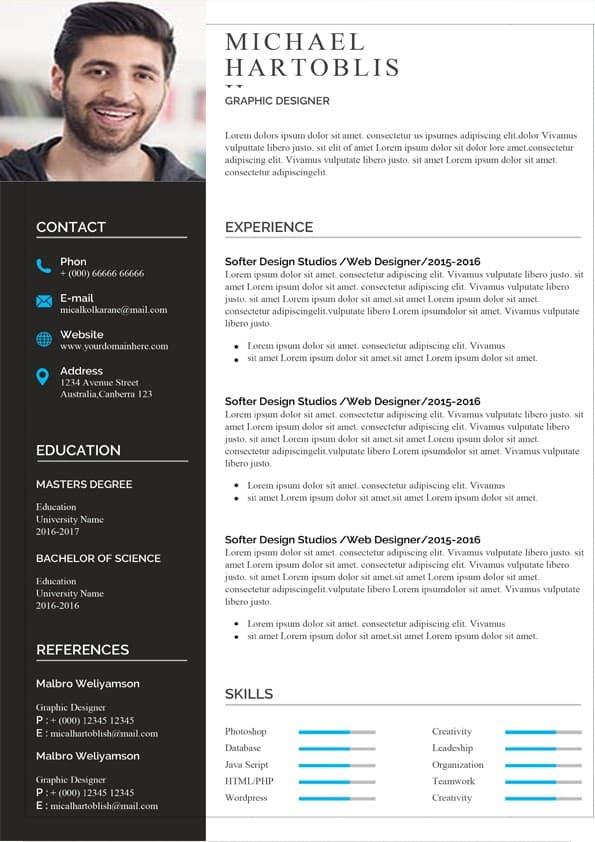 MICHAEL
HARTOBLIS
GRAPHIC DESIGNER
Lorem dolors ipsum dolor sit amet. consectetur us ipsumes adipiscing elit.dolor Vivamus
vulputtate libero justo. sit elit of amet Lorem ipsum dolor sit dolor lore amet.consectetur
adipiscing elit. Vivamus vulputate libero justo sit amet. Lorem ipsum dolor sit amet.
consectetur adipiscingelit.
CONTACT
Phon
+ (000) 66666 66666
E-mail
micalkolkarane@mail.com
Website
www.yourdomainhere.com
Address
1234 Avenue Street
Australia,Canberra 123
EDUCATION
MASTERS DEGREE
Education
University Name
2016-2017
BACHELOR OF SCIENCE
Education
University Name
2016-2016
REFERENCES
Malbro Weliyamson
Graphic Designer
P : + (000) 12345 12345
E : micalhartoblish@mail.com
Malbro Weliyamson
Graphic Designer
P : + (000) 12345 12345
E : micalhartoblish@mail.com
EXPERIENCE
Softer Design Studios /Web Designer/2015-2016
Lorem ipsum dolor sit amet. consectetur adipiscing elit. Vivamus vulputate libero justo. sit
amet Lorem ipsum dolor sit amet. consectetur adipiscing elit. Vivamus vulputate libero
justo. sit amet Lorem ipsum dolor sit amet.sit amet Lorem ipsum dolor sit amet.
consectetur adipiscing elit.vulputate libero Lorem ipsumdolor sit amet. Vivamus vulputate
libero justo.
• Lorem ipsum dolor sit amet. consectetur adipiscing elit. Vivamus
• sit amet Lorem ipsum dolor sit amet.sit amet Lorem ipsum dolor sit amet.
Softer Design Studios /Web Designer/2015-2016
Lorem ipsum dolor sit amet. consectetur adipiscing elit. Vivamus vulputate libero justo. sit
amet Lorem ipsum dolor sit amet. consectetur adipiscing elit. Vivamus vulputate libero
justo. sit amet Lorem ipsum dolor sit amet.sit amet Lorem ipsum dolor sit amet.
consectetur adipiscing elit.vulputate libero Lorem ipsumdolor sit amet. Vivamus vulputate
libero justo.
• Lorem ipsum dolor sit amet. consectetur adipiscing elit. Vivamus
• sit amet Lorem ipsum dolor sit amet.sit amet Lorem ipsum dolor sit amet.
Softer Design Studios /Web Designer/2015-2016
Lorem ipsum dolor sit amet. consectetur adipiscing elit. Vivamus vulputate libero justo. sit
amet Lorem ipsum dolor sit amet. consectetur adipiscing elit. Vivamus vulputate libero
justo. sit amet Lorem ipsum dolor sit amet.sit amet Lorem ipsum dolor sit amet.
consectetur adipiscing elit.vulputate libero Lorem ipsumdolor sit amet. Vivamus vulputate
libero justo.
• Lorem ipsum dolor sit amet. consectetur adipiscing elit. Vivamus
• sit amet Lorem ipsum dolor sit amet.sit amet Lorem ipsum dolor sit amet.
SKILLS
Photoshop
Database
Java Script
HTML/PHP
Wordpress
Creativity
Leadeship
Organization
Teamwork
Creativity